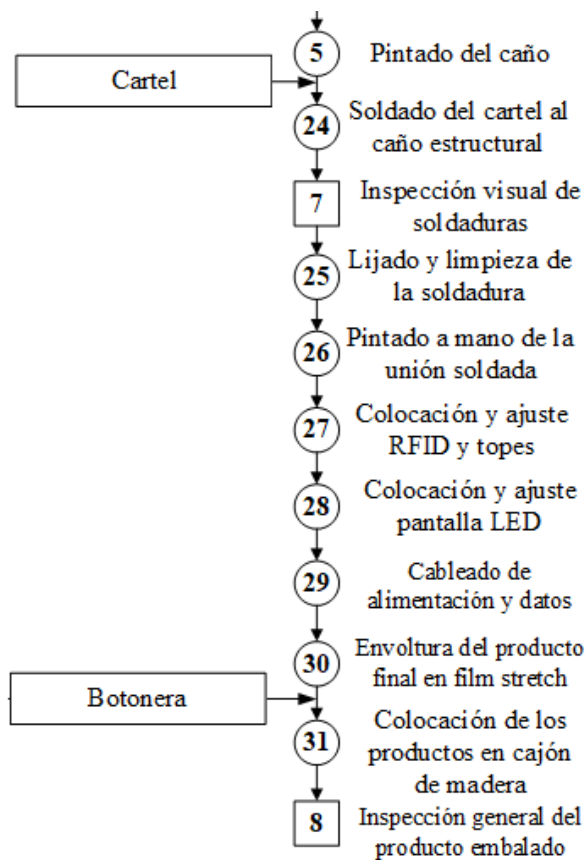 5 Pintado del caño
Cartel
24 Soldado del cartel al
caño estructural
7 Inspección visual de
soldaduras
25 Lijado y limpieza de
la soldadura
26 Pintado a mano de la
unión soldada
27 Colocación y ajuste
RFID y topes
28 Colocación y ajuste
pantalla LED
29 Cableado de
alimentación y datos
30 Envoltura del producto
final en film stretch
Botonera
31 Colocación de los
productos en cajón
de madera
8 Inspección general del
producto embalado